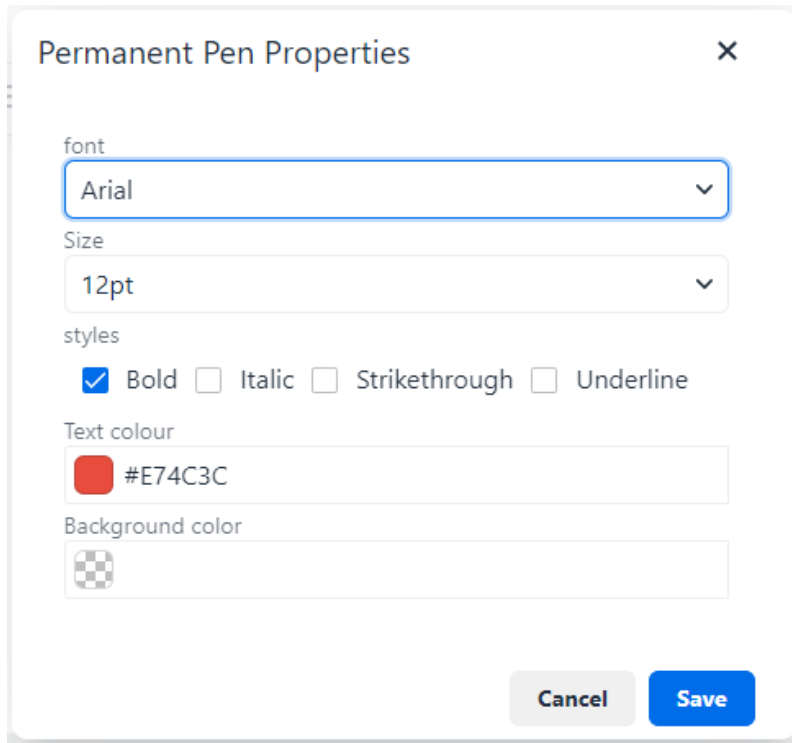 Permanent Pen Properties
font
Arial
Size
12pt
styles
Bold Italic Strikethrough Underline
Text colour
#E74C3C
Background color
Cancel Save